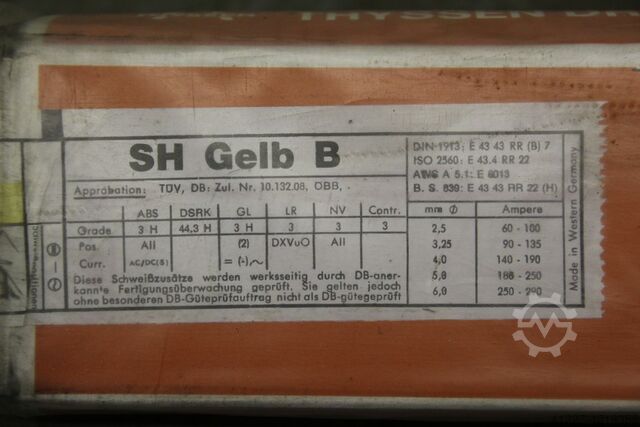 THYSSEN
SH Gelb B
Approbation: TÜV, DB: Zul. Nr. 10.132.08, ÖBB, .
ABS DSRK GL LR NV Contr.
Grade 3 H 44,3 H 3 H 3 3 3
Pos. All (2) DXVuO All
Curr. AC/DC(S) = (-),~
Diese Schweißzusätze werden werksseitig durch DB-aner-
kannte Fertigungsüberwachung geprüft. Sie gelten jedoch
ohne besonderen DB-Güteprüfauftrag nicht als DB-gütegeprüft
DIN 1913: E 43 43 RR (B) 7
ISO 2560: E 43.4 RR 22
AWS A 5.1: E 6013
B. S. 639: E 43 43 RR 22 (H)
mm Ø Ampere
2,5 60 - 100
3,25 90 - 135
4,0 140 - 190
5,0 180 - 250
6,0 250 - 290
Made in Western Germany